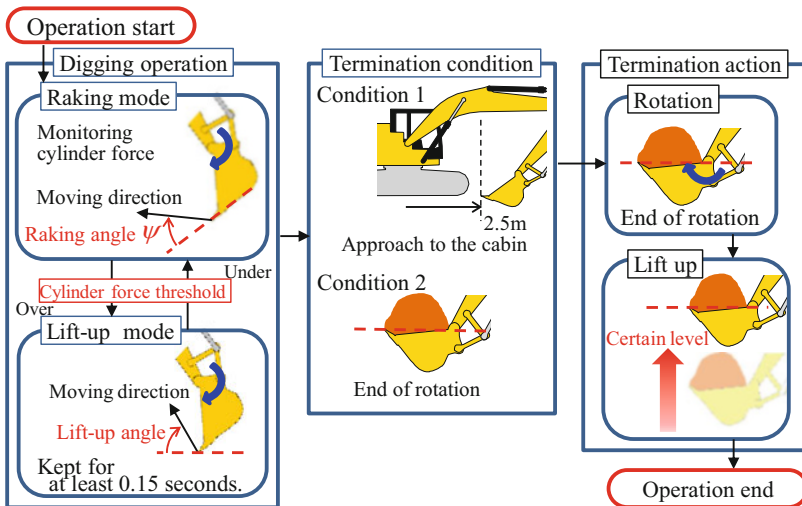 Operation start
Digging operation
Raking mode
Monitoring
cylinder force
Moving direction
Raking angle ψ
Under
Cylinder force threshold
Over
Lift-up mode
Moving direction
Lift-up angle
Kept for
at least 0.15 seconds.
Termination condition
Condition 1
2.5m
Approach to the cabin
Condition 2
End of rotation
Termination action
Rotation
End of rotation
Lift up
Certain level
Operation end